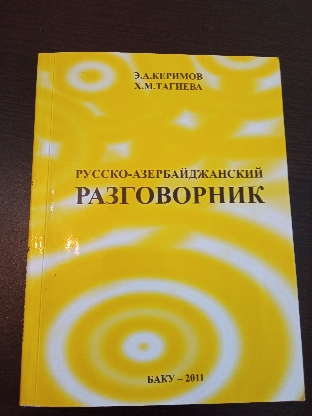 Э.А.КЕРИМОВ
Х.М.ТАГИЕВА
РУССКО-АЗЕРБАЙДЖАНСКИЙ
РАЗГОВОРНИК
БАКУ – 2011